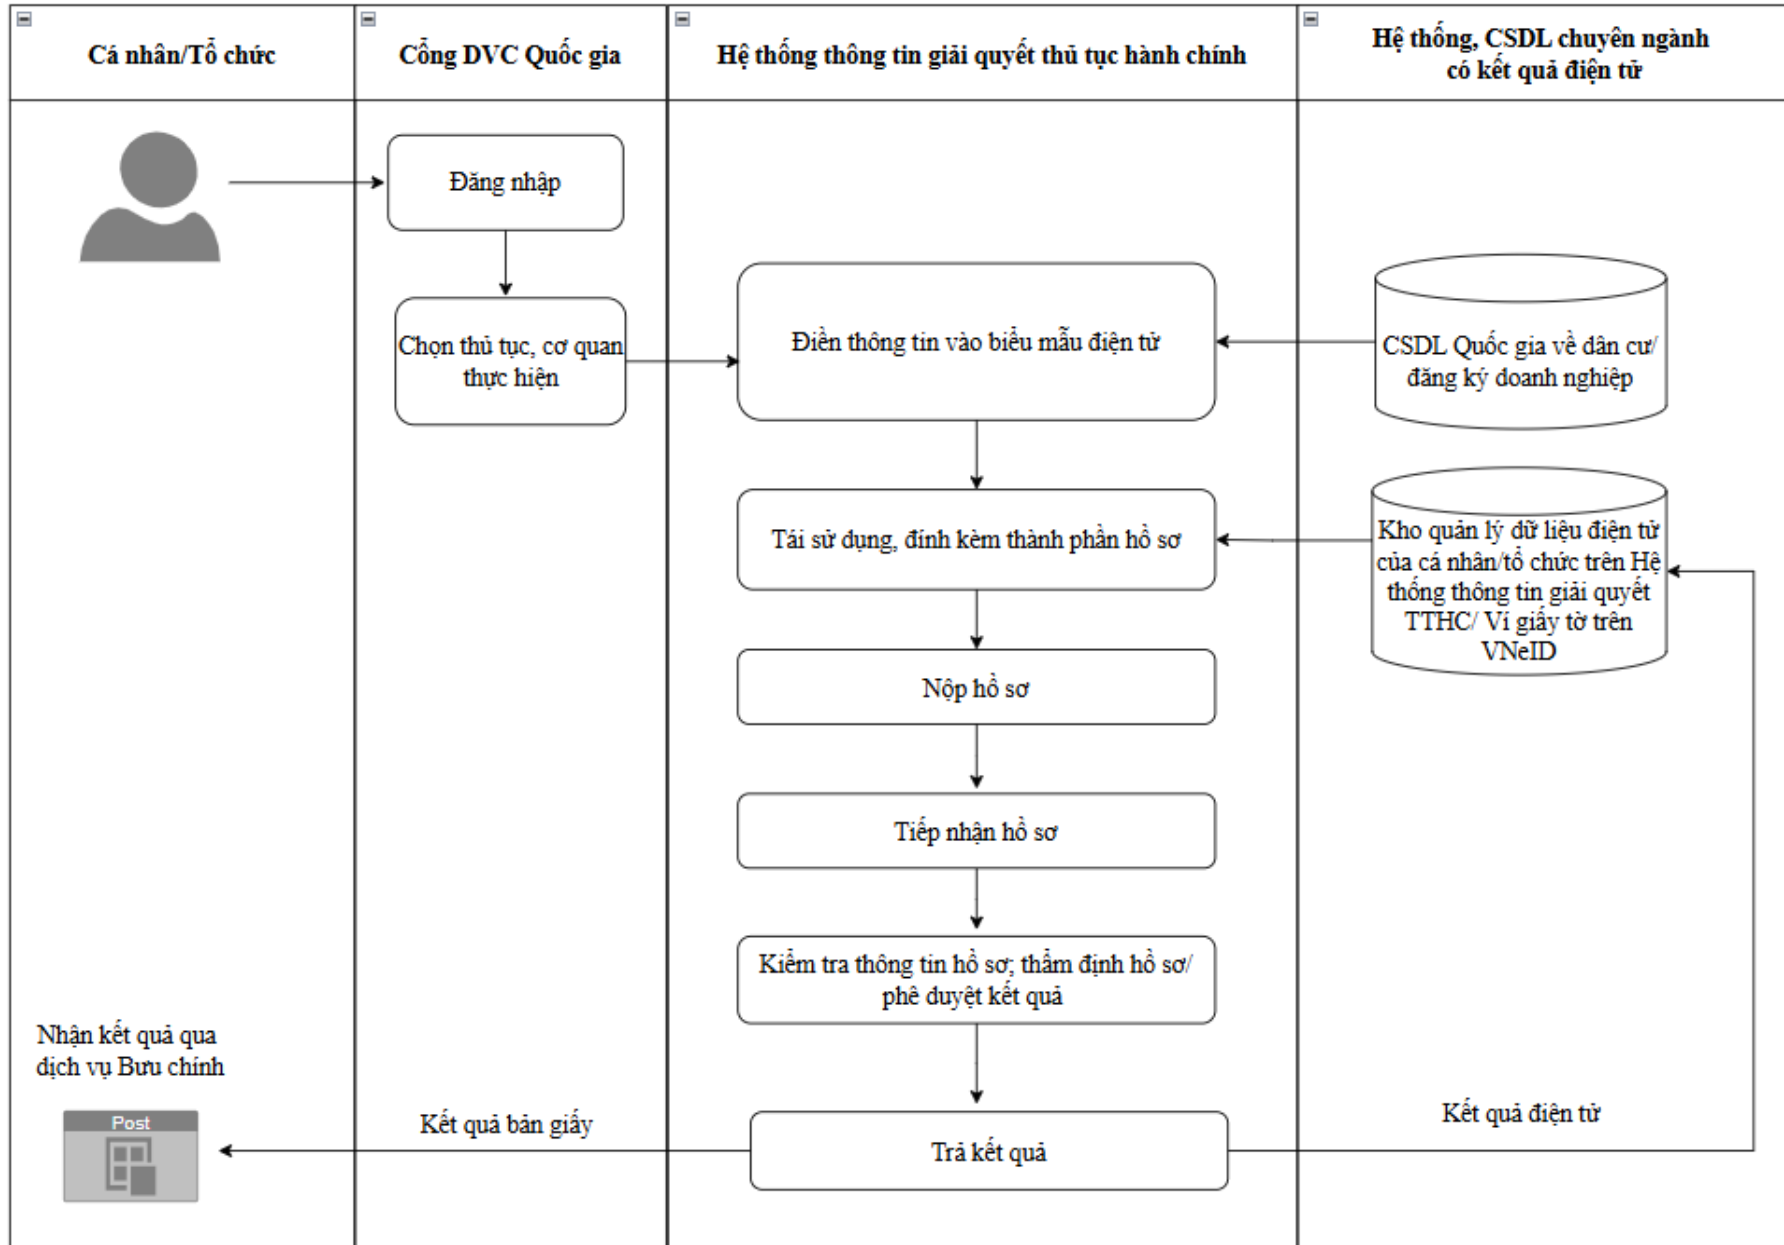 Cá nhân/Tổ chức
Cổng DVC Quốc gia
Hệ thống thông tin giải quyết thủ tục hành chính
Hệ thống, CSDL chuyên ngành
có kết quả điện tử
Đăng nhập
Chọn thủ tục, cơ quan
thực hiện
Điền thông tin vào biểu mẫu điện tử
CSDL Quốc gia về dân cư/
đăng ký doanh nghiệp
Tái sử dụng, đính kèm thành phần hồ sơ
Kho quản lý dữ liệu điện tử
của cá nhân/tổ chức trên Hệ
thống thông tin giải quyết
TTHC/ Ví giấy tờ trên
VNeID
Nộp hồ sơ
Tiếp nhận hồ sơ
Kiểm tra thông tin hồ sơ; thẩm định hồ sơ/
phê duyệt kết quả
Nhận kết quả qua
dịch vụ Bưu chính
Post
Kết quả bản giấy
Trả kết quả
Kết quả điện tử